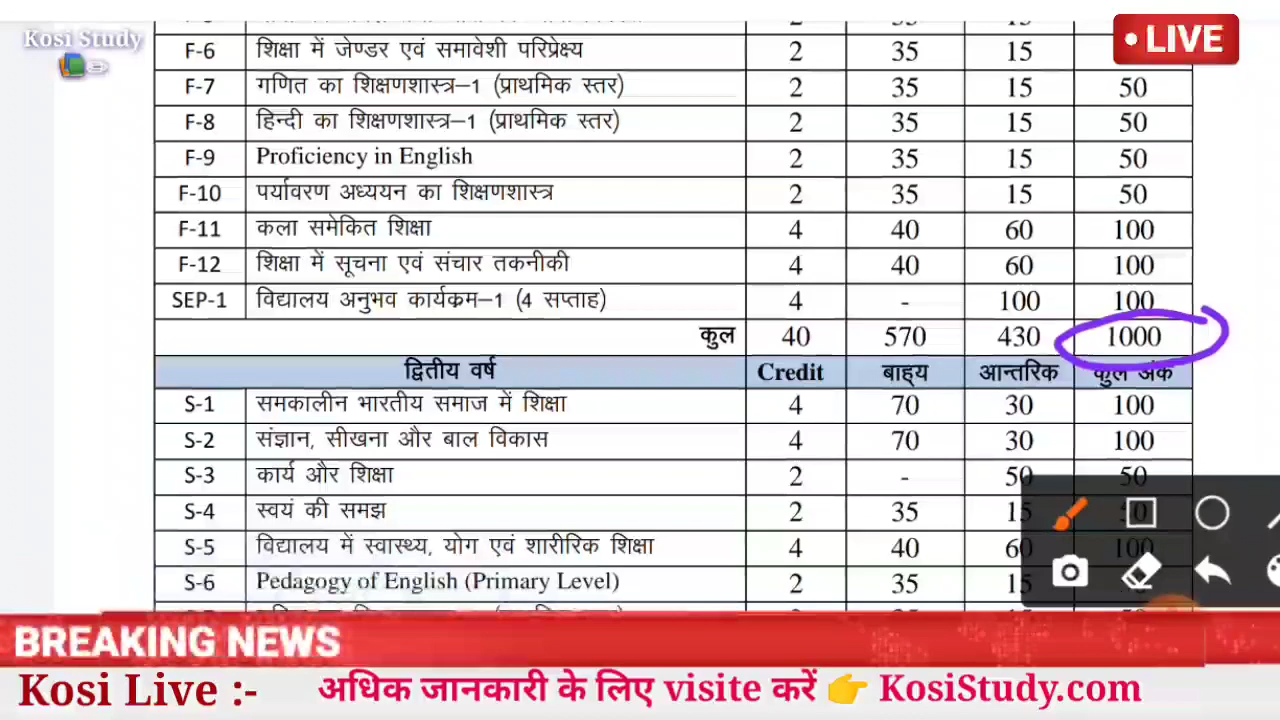 Kosi Study
LIVE
2 35 15
F-6 शिक्षा में जेण्डर एवं समावेशी परिप्रेक्ष्य 2 35 15
F-7 गणित का शिक्षणशास्त्र–1 (प्राथमिक स्तर) 2 35 15 50
F-8 हिन्दी का शिक्षणशास्त्र–1 (प्राथमिक स्तर) 2 35 15 50
F-9 Proficiency in English 2 35 15 50
F-10 पर्यावरण अध्ययन का शिक्षणशास्त्र 2 35 15 50
F-11 कला समेकित शिक्षा 4 40 60 100
F-12 शिक्षा में सूचना एवं संचार तकनीकी 4 40 60 100
SEP-1 विद्यालय अनुभव कार्यक्रम–1 (4 सप्ताह) 4 - 100 100
कुल 40 570 430 1000
द्वितीय वर्ष Credit बाह्य आन्तरिक कुल अंक
S-1 समकालीन भारतीय समाज में शिक्षा 4 70 30 100
S-2 संज्ञान, सीखना और बाल विकास 4 70 30 100
S-3 कार्य और शिक्षा 2 - 50 50
S-4 स्वयं की समझ 2 35 15 50
S-5 विद्यालय में स्वास्थ्य, योग एवं शारीरिक शिक्षा 4 40 60 100
S-6 Pedagogy of English (Primary Level) 2 35 15
BREAKING NEWS
Kosi Live :- अधिक जानकारी के लिए visite करें 👉 KosiStudy.com